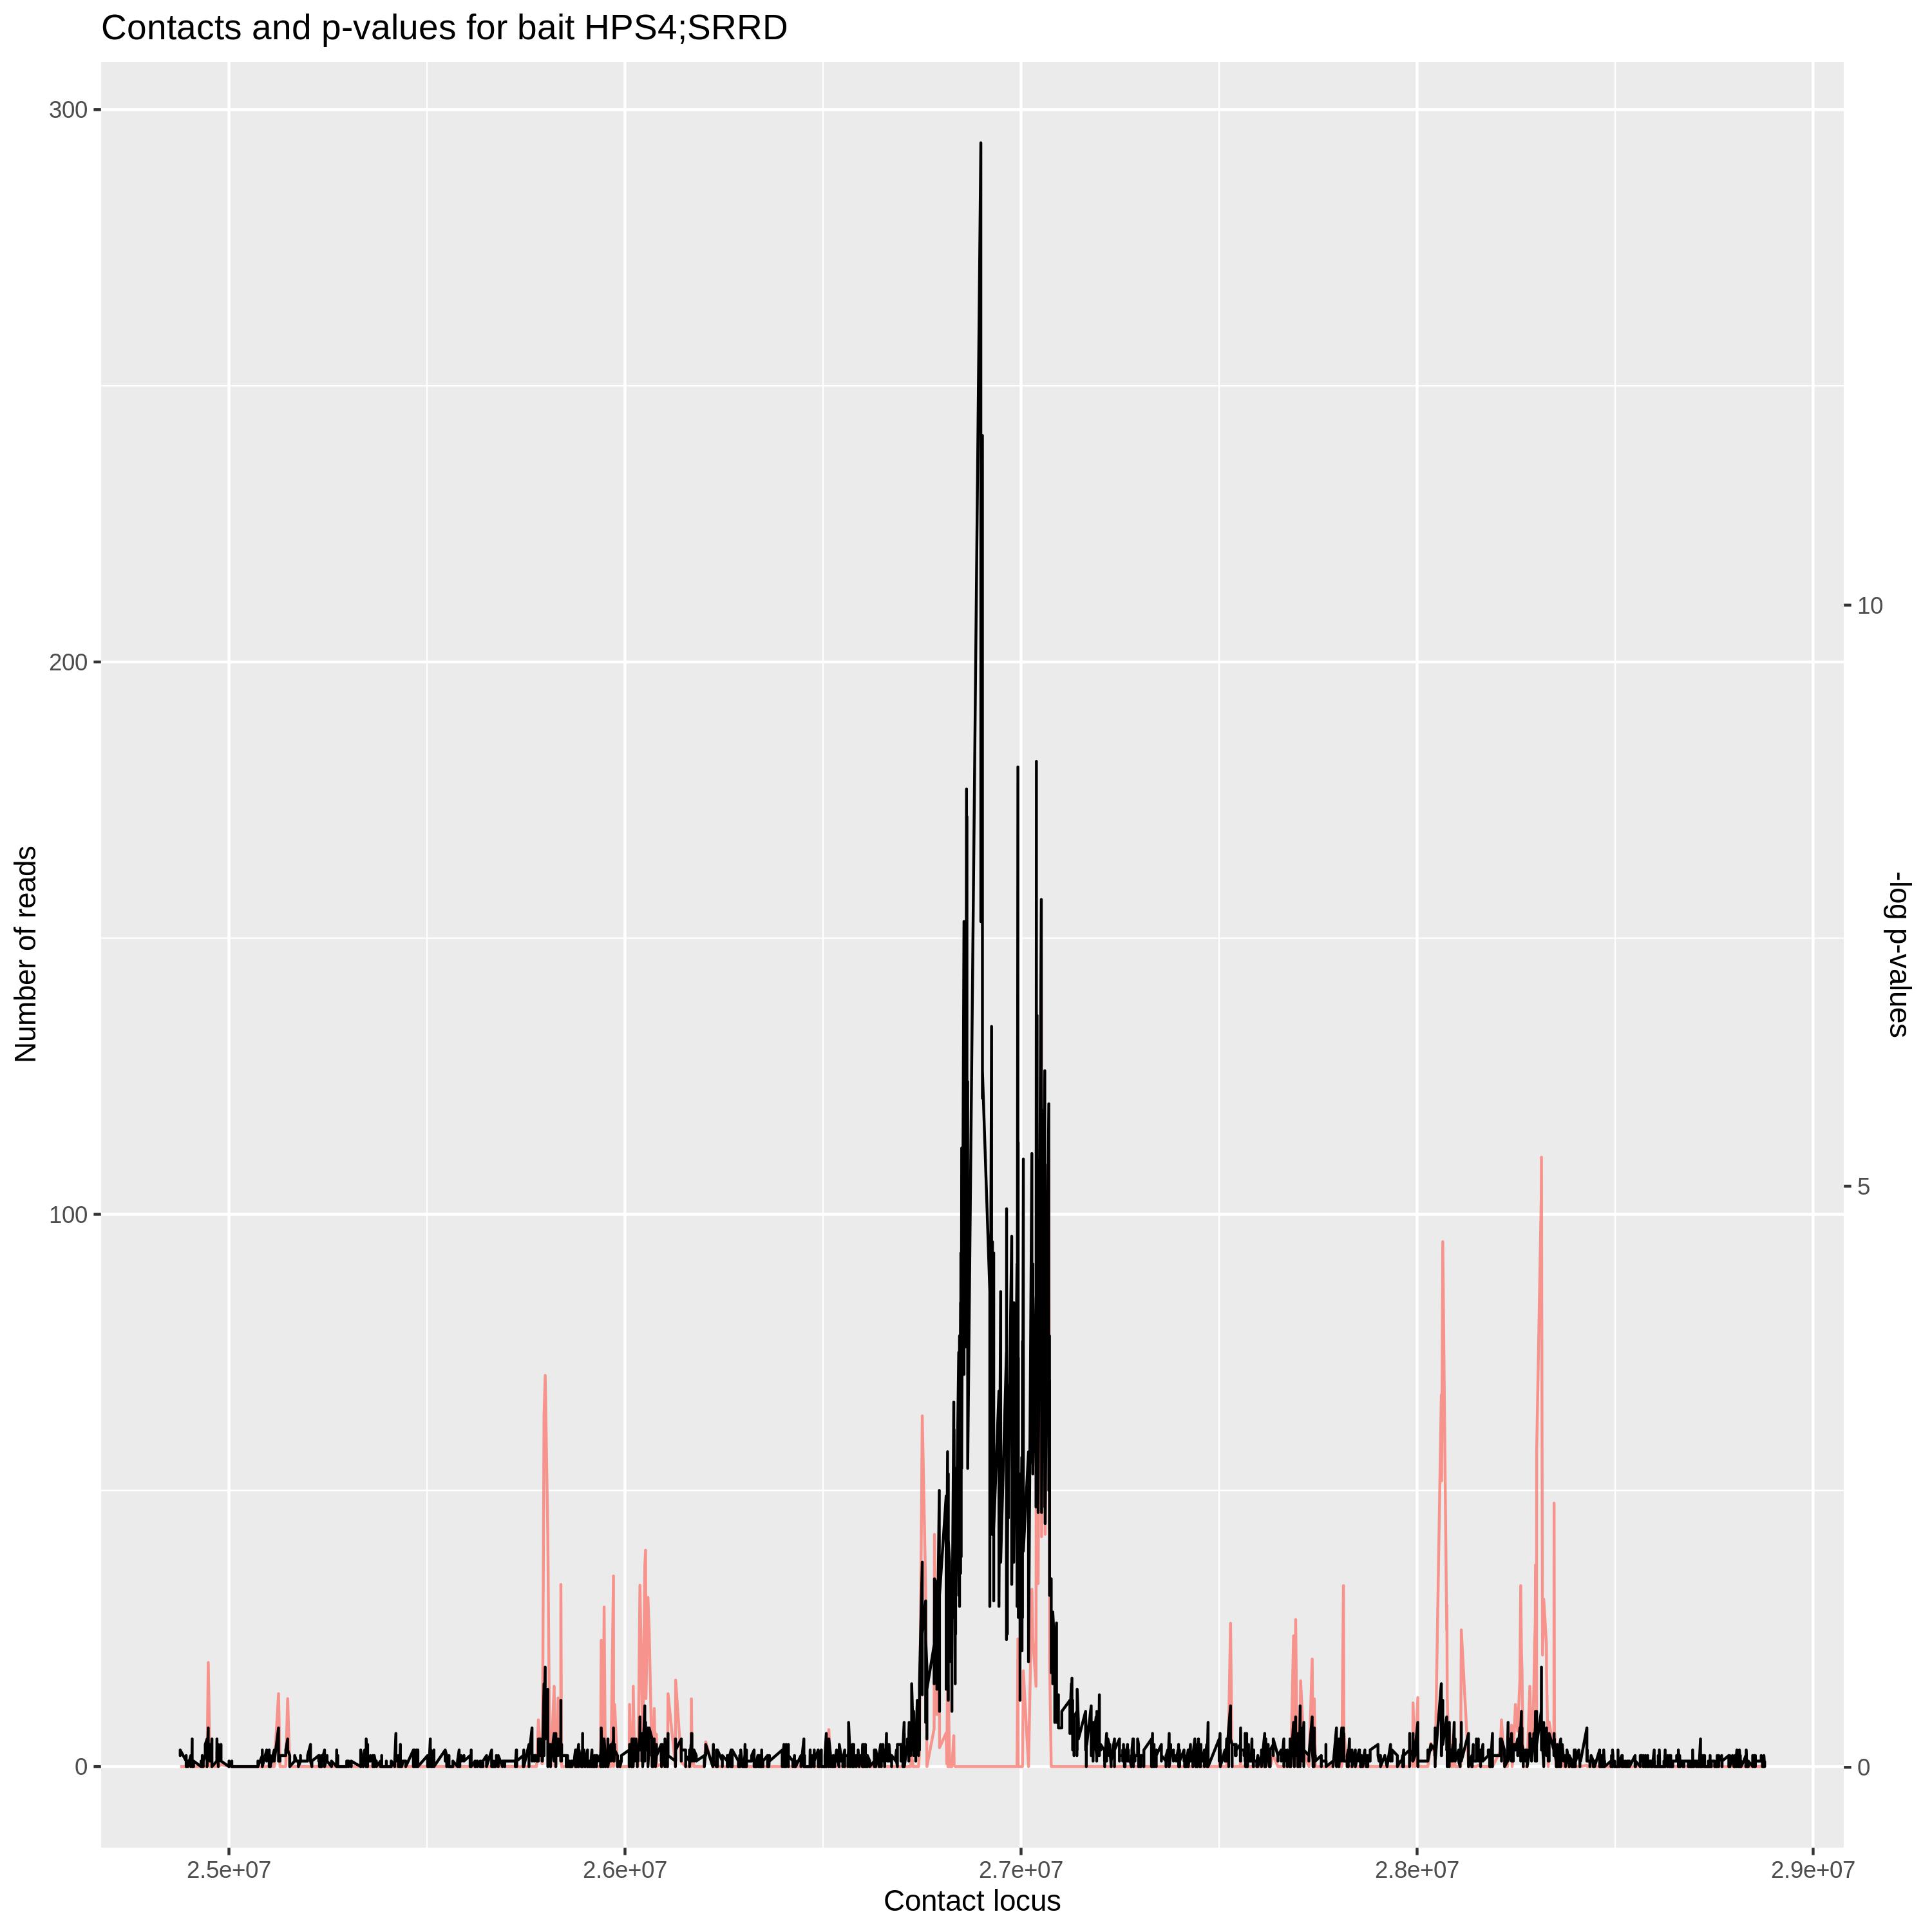 Contacts and p-values for bait HPS4;SRRD
300
200
100
0
Number of reads
10
5
0
-log p-values
2.5e+07
2.6e+07
2.7e+07
2.8e+07
2.9e+07
Contact locus